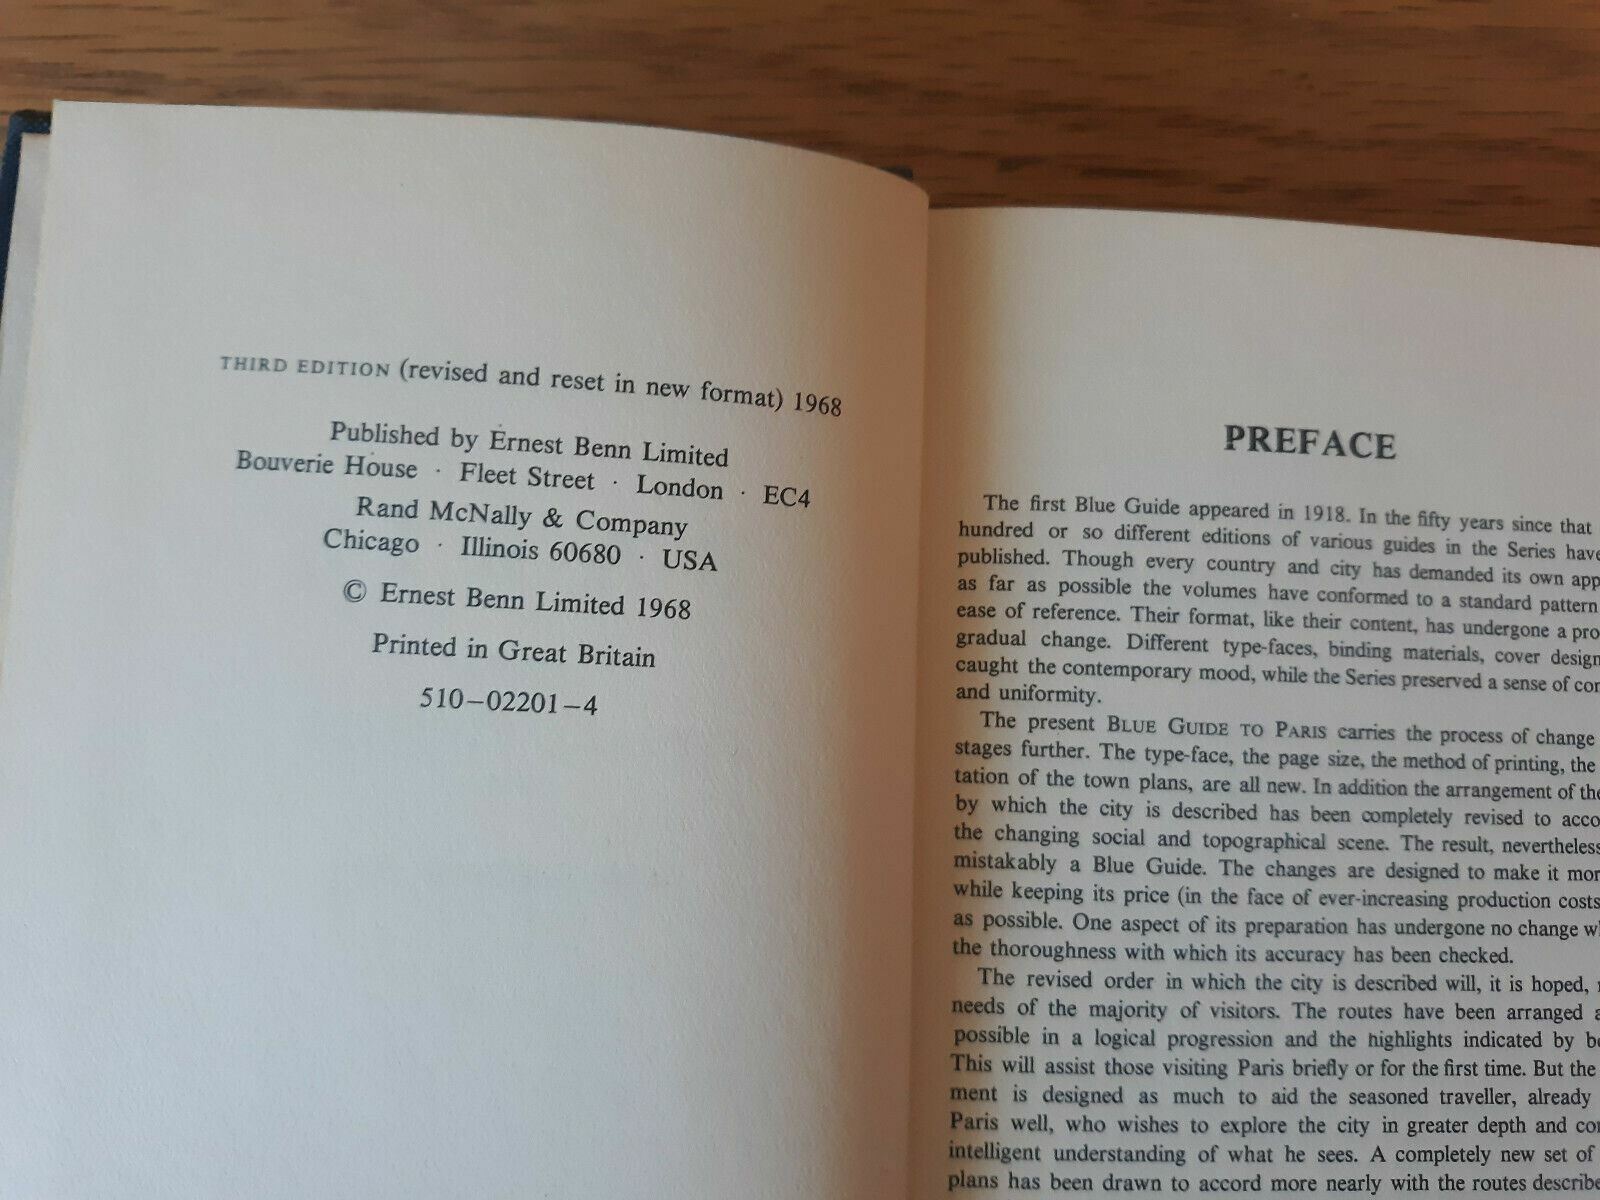 THIRD EDITION (revised and reset in new format) 1968
Published by Ernest Benn Limited
Bouverie House · Fleet Street · London · EC4
Rand McNally & Company
Chicago · Illinois 60680 · USA
© Ernest Benn Limited 1968
Printed in Great Britain
510–02201–4
PREFACE
The first Blue Guide appeared in 1918. In the fifty years since that
hundred or so different editions of various guides in the Series have
published. Though every country and city has demanded its own app
as far as possible the volumes have conformed to a standard pattern
ease of reference. Their format, like their content, has undergone a pro
gradual change. Different type-faces, binding materials, cover design
caught the contemporary mood, while the Series preserved a sense of con
and uniformity.
The present BLUE GUIDE TO PARIS carries the process of change
stages further. The type-face, the page size, the method of printing, the
tation of the town plans, are all new. In addition the arrangement of the
by which the city is described has been completely revised to acco
the changing social and topographical scene. The result, nevertheless
mistakably a Blue Guide. The changes are designed to make it mor
while keeping its price (in the face of ever-increasing production costs
as possible. One aspect of its preparation has undergone no change w
the thoroughness with which its accuracy has been checked.
The revised order in which the city is described will, it is hoped,
needs of the majority of visitors. The routes have been arranged a
possible in a logical progression and the highlights indicated by b
This will assist those visiting Paris briefly or for the first time. But the
ment is designed as much to aid the seasoned traveller, already
Paris well, who wishes to explore the city in greater depth and co
intelligent understanding of what he sees. A completely new set of
plans has been drawn to accord more nearly with the routes describe